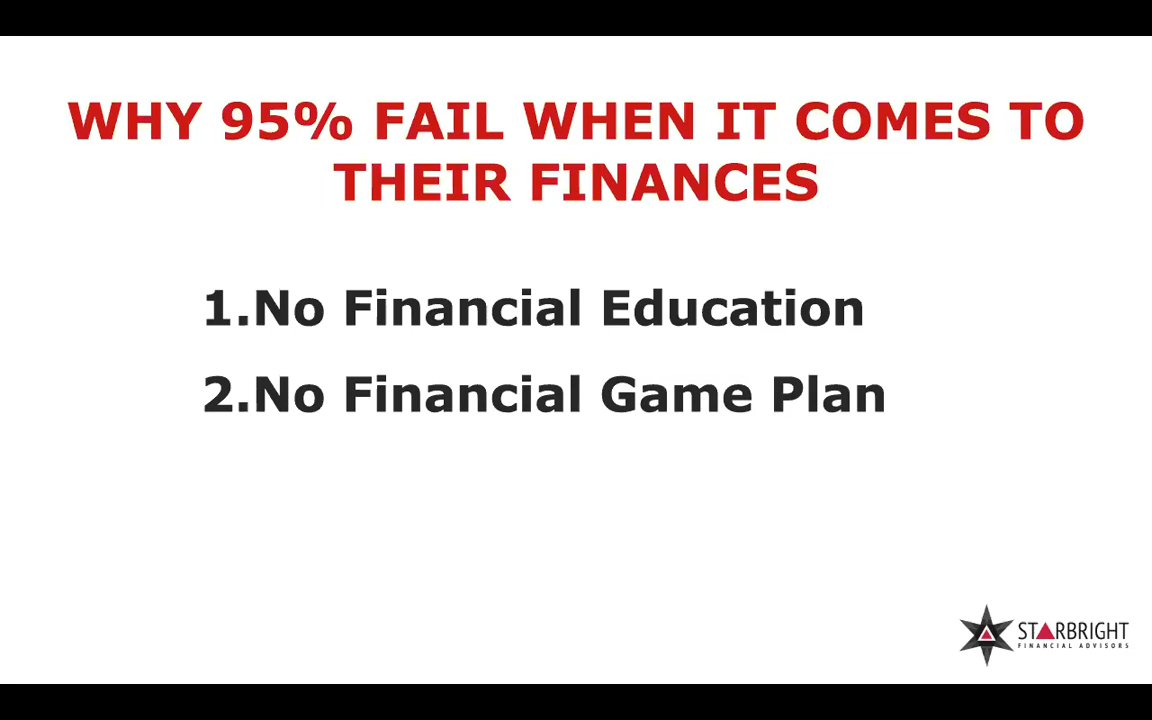 WHY 95% FAIL WHEN IT COMES TO
THEIR FINANCES
1.No Financial Education
2.No Financial Game Plan
STARBRIGHT
FINANCIAL ADVISORS